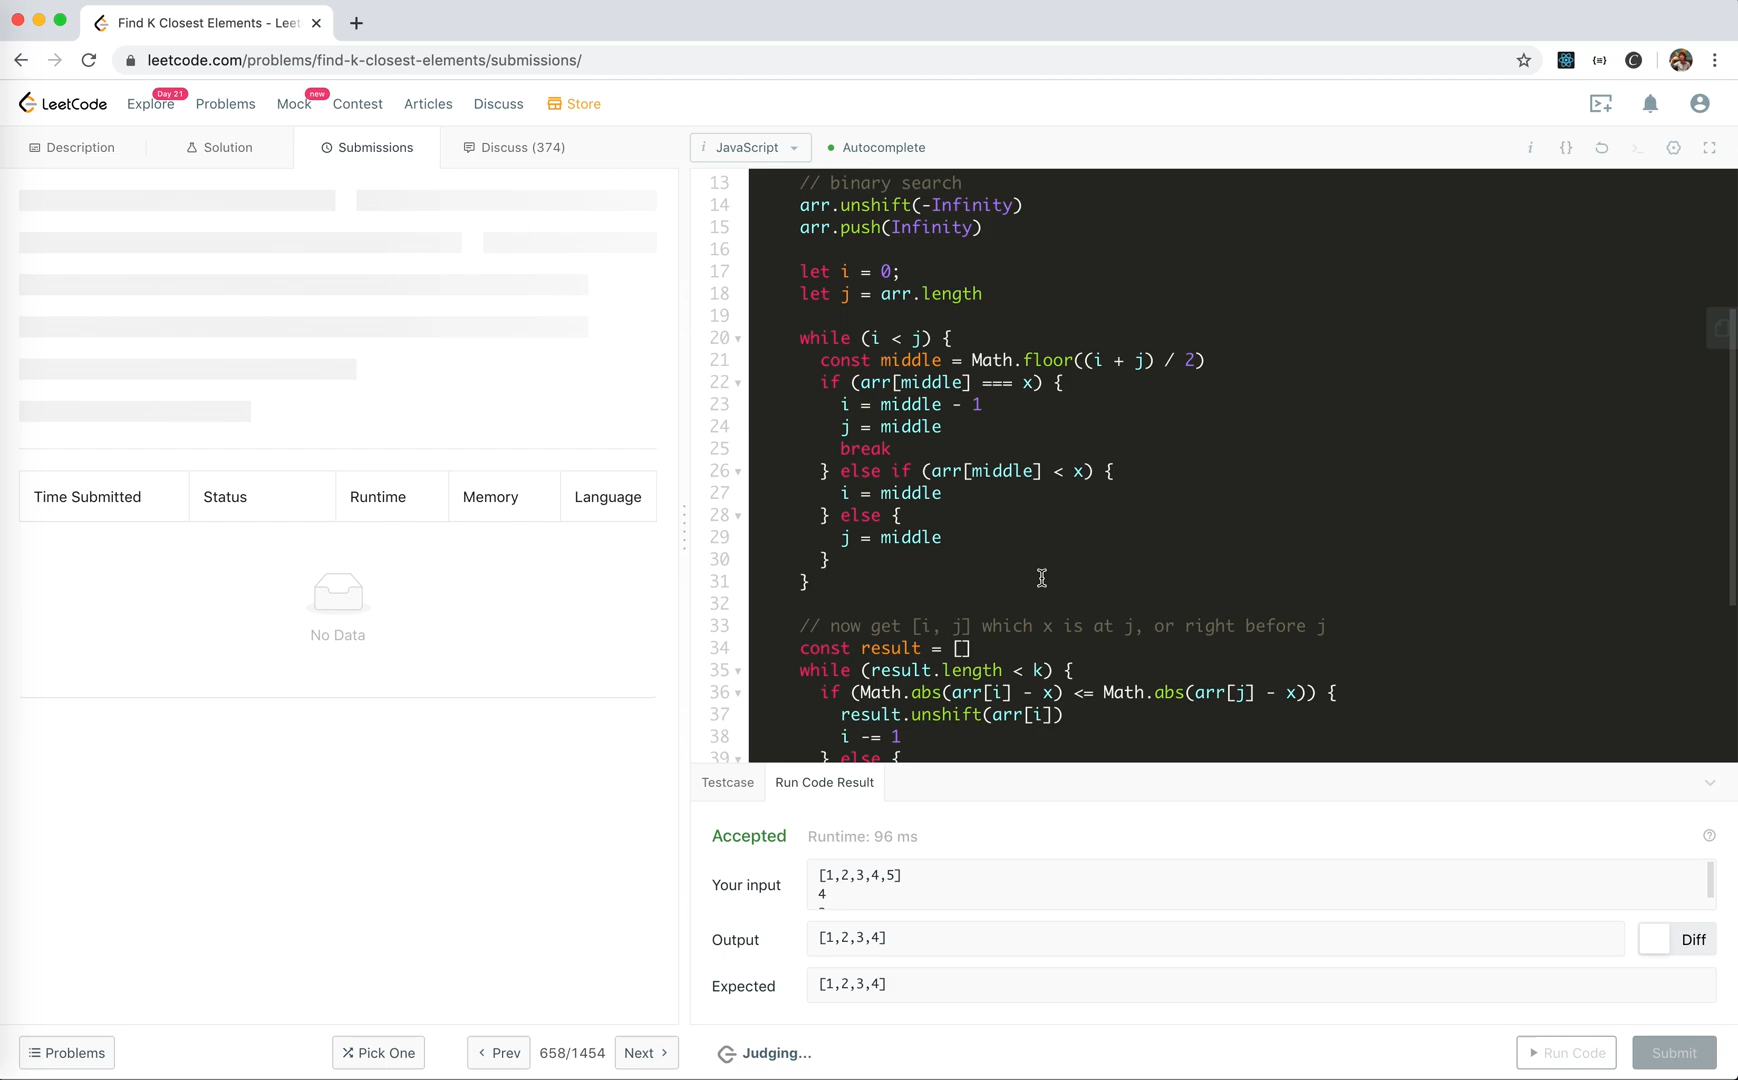 Find K Closest Elements - Leet
leetcode.com/problems/find-k-closest-elements/submissions/
LeetCode
Explore
Day 21
Problems
Mock
new
Contest
Articles
Discuss
Store
Description
Solution
Submissions
Discuss (374)
i JavaScript
Autocomplete
Time Submitted
Status
Runtime
Memory
Language
No Data
13 // binary search
14 arr.unshift(-Infinity)
15 arr.push(Infinity)
16
17 let i = 0;
18 let j = arr.length
19
20 while (i < j) {
21 const middle = Math.floor((i + j) / 2)
22 if (arr[middle] === x) {
23 i = middle - 1
24 j = middle
25 break
26 } else if (arr[middle] < x) {
27 i = middle
28 } else {
29 j = middle
30 }
31 }
32
33 // now get [i, j] which x is at j, or right before j
34 const result = []
35 while (result.length < k) {
36 if (Math.abs(arr[i] - x) <= Math.abs(arr[j] - x)) {
37 result.unshift(arr[i])
38 i -= 1
39 } else {
Testcase
Run Code Result
Accepted
Runtime: 96 ms
Your input
[1,2,3,4,5]
4
Output
[1,2,3,4]
Diff
Expected
[1,2,3,4]
Problems
Pick One
Prev
658/1454
Next
Judging...
Run Code
Submit